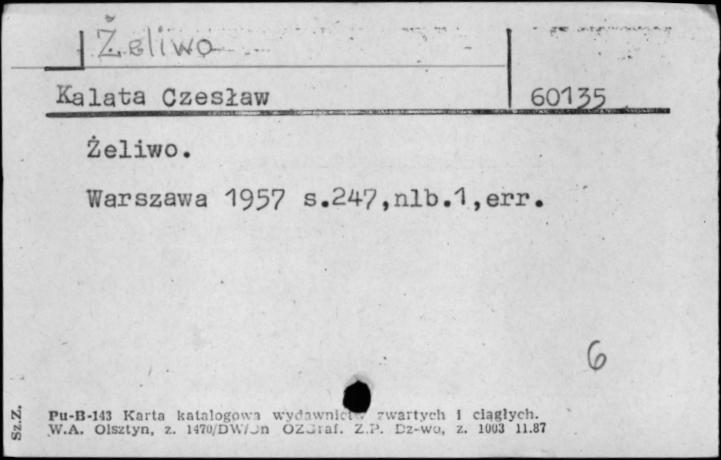 Żeliwo
Kalata Czesław 60135
Żeliwo.
Warszawa 1957 s.247,nlb.1,err.
6
Pu-B-143 Karta katalogowa wydawnictw zwartych i ciągłych.
W.A. Olsztyn, z. 1470/DW/Jn OZGraf. Z.P. Dz-wo, z. 1003 11.87
Sz.Z.